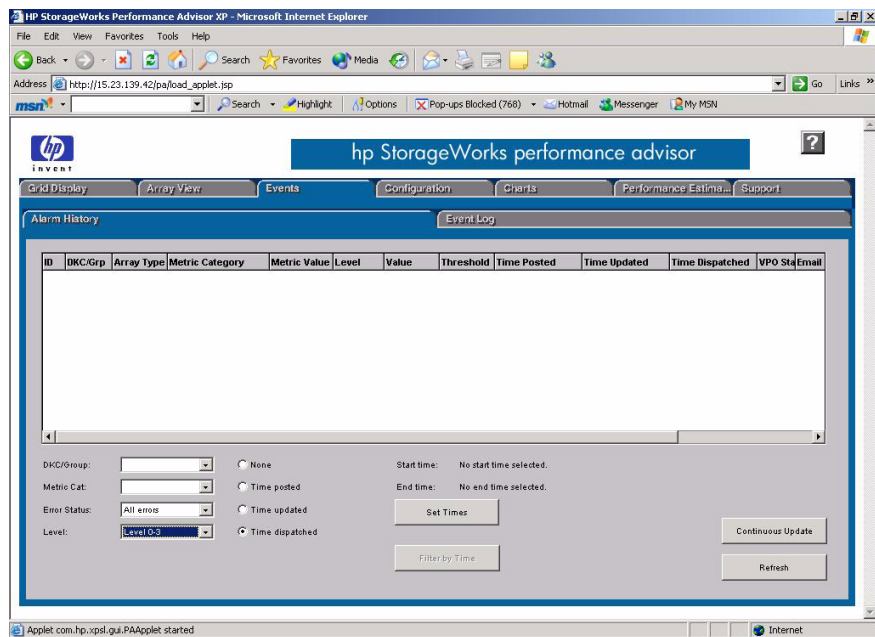 HP StorageWorks Performance Advisor XP - Microsoft Internet Explorer
File Edit View Favorites Tools Help
Back Search Favorites Media
Address http://15.23.139.42/pa/load_applet.jsp Go Links »
msn Search Highlight Options Pop-ups Blocked (768) Hotmail Messenger My MSN
hp
invent
hp StorageWorks performance advisor
?
Grid Display Array View Events Configuration Charts Performance Estima... Support
Alarm History Event Log
ID DKC/Grp Array Type Metric Category Metric Value Level Value Threshold Time Posted Time Updated Time Dispatched VPO Sta Email
DKC/Group: None Start time: No start time selected.
Metric Cat: Time posted End time: No end time selected.
Error Status: All errors Time updated Set Times
Level: Level 0-3 Time dispatched Continuous Update
Filter by Time Refresh
Applet com.hp.xpsl.gui.PAApplet started Internet